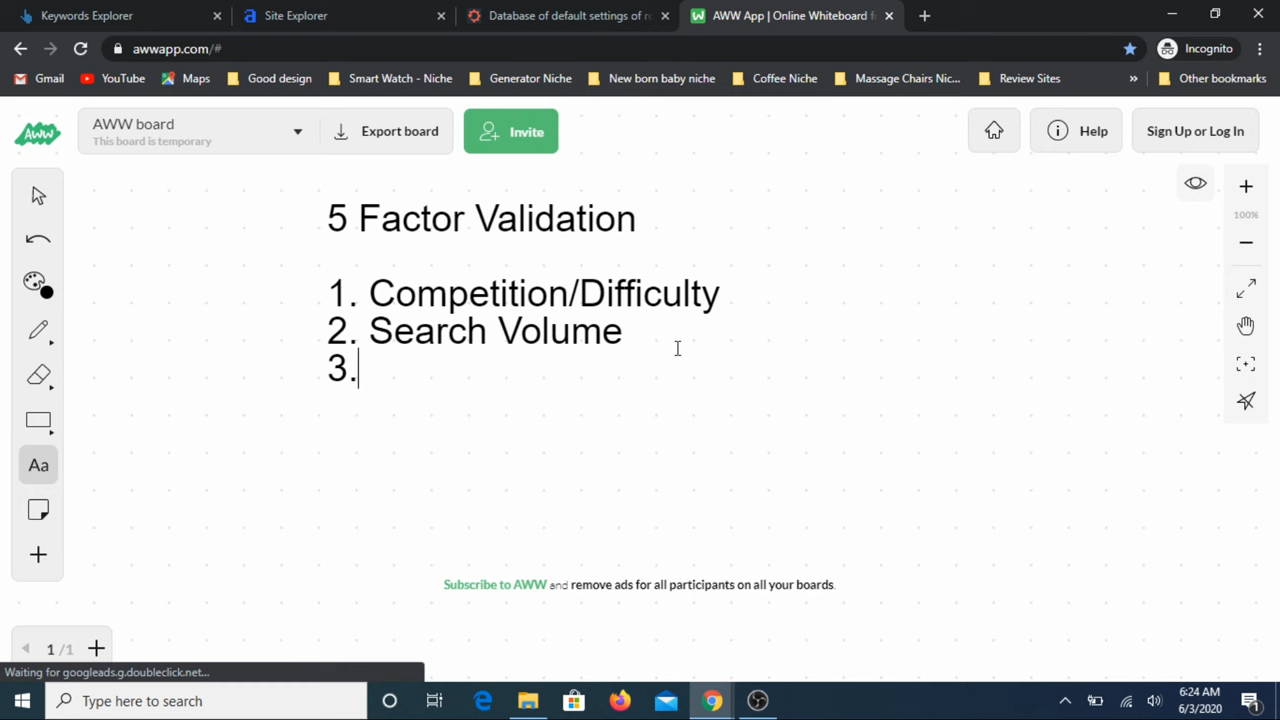 Keywords Explorer
Site Explorer
Database of default settings of ro
AWW App | Online Whiteboard f
awwapp.com/#
Incognito
Gmail
YouTube
Maps
Good design
Smart Watch - Niche
Generator Niche
New born baby niche
Coffee Niche
Massage Chairs Nic...
Review Sites
»
Other bookmarks
AWW
AWW board
This board is temporary
Export board
Invite
Help
Sign Up or Log In
100%
5 Factor Validation
1. Competition/Difficulty
2. Search Volume
3.
Aa
Subscribe to AWW and remove ads for all participants on all your boards.
1 /1
Waiting for googleads.g.doubleclick.net...
Type here to search
6:24 AM
6/3/2020
1